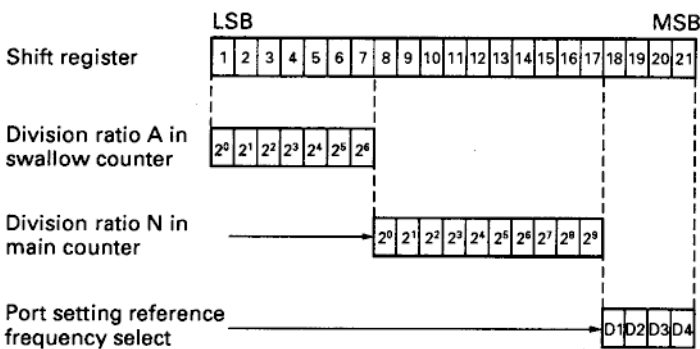 LSB MSB
Shift register 1 2 3 4 5 6 7 8 9 10 11 12 13 14 15 16 17 18 19 20 21
Division ratio A in
swallow counter
2⁰ 2¹ 2² 2³ 2⁴ 2⁵ 2⁶
Division ratio N in
main counter
2⁰ 2¹ 2² 2³ 2⁴ 2⁵ 2⁶ 2⁷ 2⁸ 2⁹
Port setting reference
frequency select
D1 D2 D3 D4